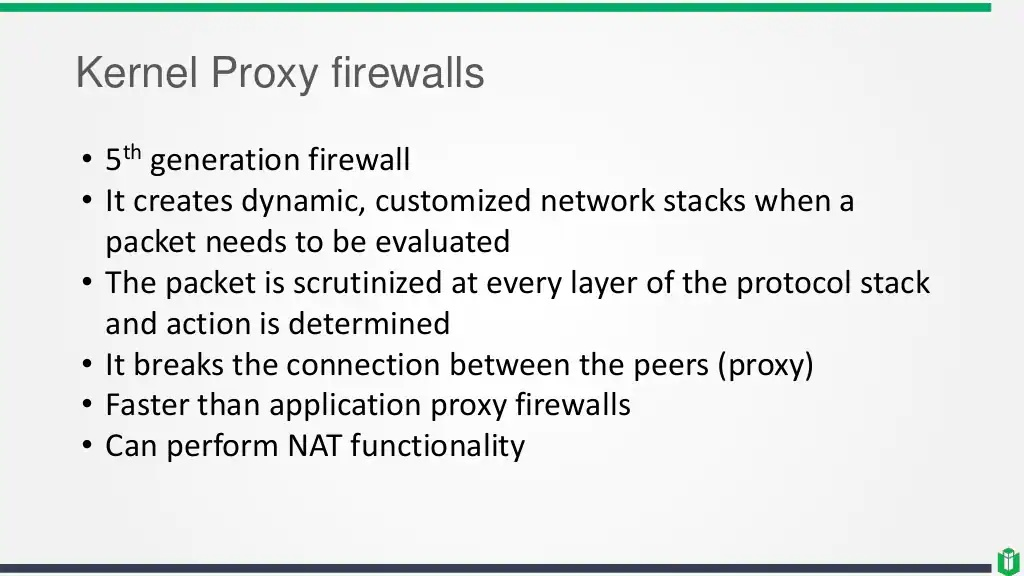 Kernel Proxy firewalls
• 5th generation firewall
• It creates dynamic, customized network stacks when a
packet needs to be evaluated
• The packet is scrutinized at every layer of the protocol stack
and action is determined
• It breaks the connection between the peers (proxy)
• Faster than application proxy firewalls
• Can perform NAT functionality